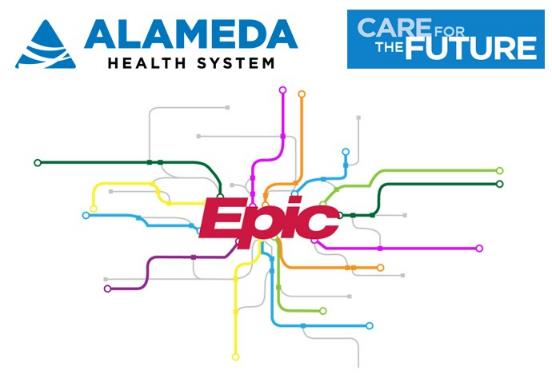 ALAMEDA
HEALTH SYSTEM
CARE FOR
THE FUTURE
Epic